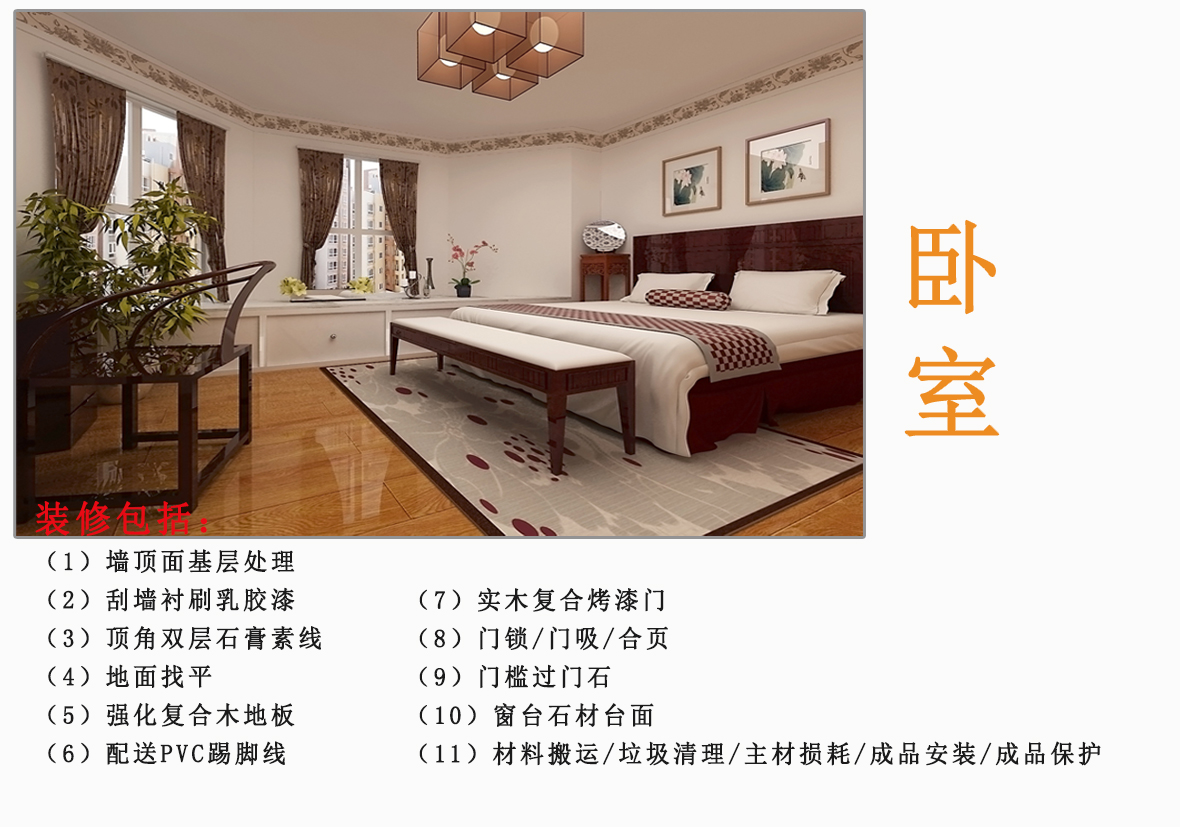 卧室
装修包括：
（1）墙顶面基层处理
（2）刮墙衬刷乳胶漆
（3）顶角双层石膏素线
（4）地面找平
（5）强化复合木地板
（6）配送PVC踢脚线
（7）实木复合烤漆门
（8）门锁/门吸/合页
（9）门槛过门石
（10）窗台石材台面
（11）材料搬运/垃圾清理/主材损耗/成品安装/成品保护